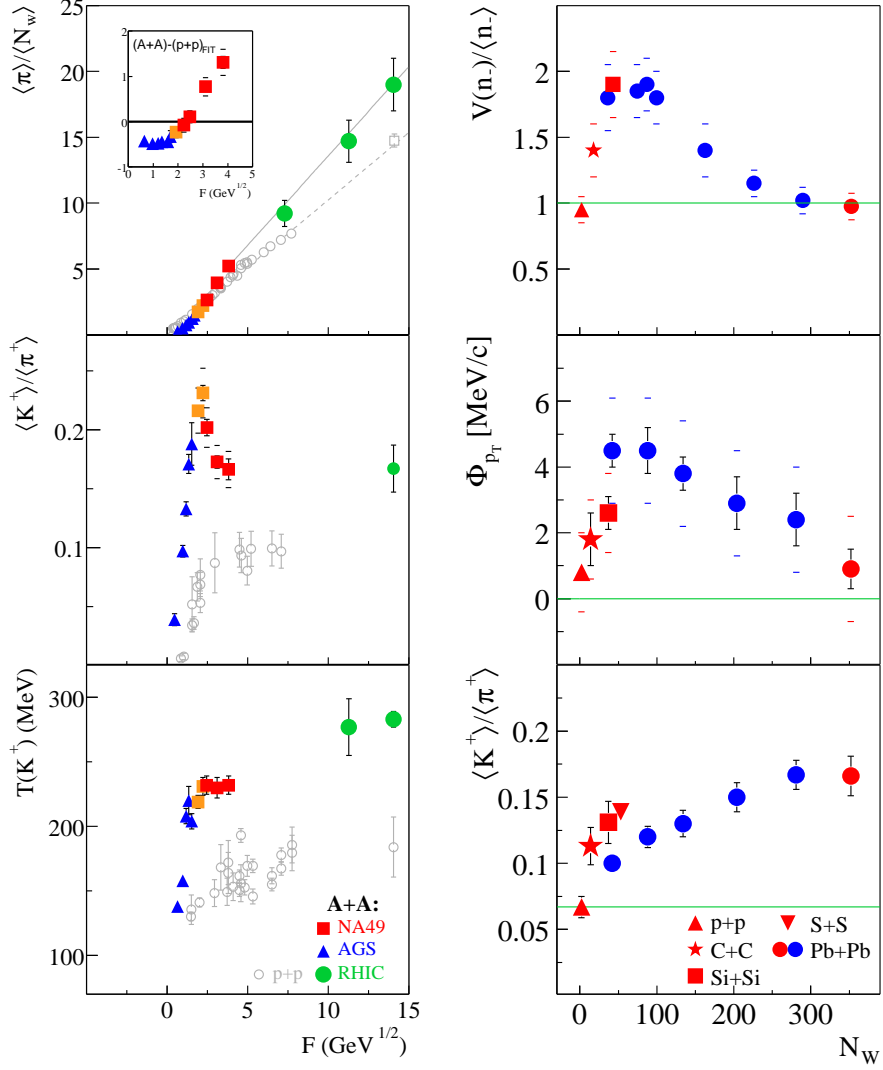 ⟨π⟩/⟨N_w⟩
25
20
15
10
5
(A+A)-(p+p)_FIT
2
1
0
-1
0 1 2 3 4 5
F (GeV^1/2)
⟨K^+⟩/⟨π^+⟩
0.2
0.1
T(K^+) (MeV)
300
200
100
A+A:
NA49
AGS
RHIC
p+p
0 5 10 15
F (GeV^1/2)
V(n_-)/⟨n_-⟩
2
1.5
1
0.5
Φ_p_T [MeV/c]
6
4
2
0
⟨K^+⟩/⟨π^+⟩
0.2
0.15
0.1
0.05
p+p
C+C
Si+Si
S+S
Pb+Pb
0 100 200 300
N_W